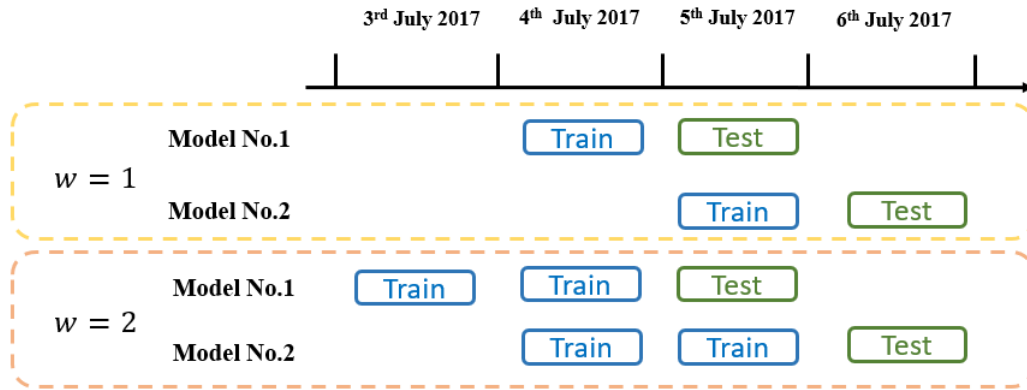 3rd July 2017 4th July 2017 5th July 2017 6th July 2017
Model No.1 Train Test
w = 1
Model No.2 Train Test
Model No.1 Train Train Test
w = 2
Model No.2 Train Train Test